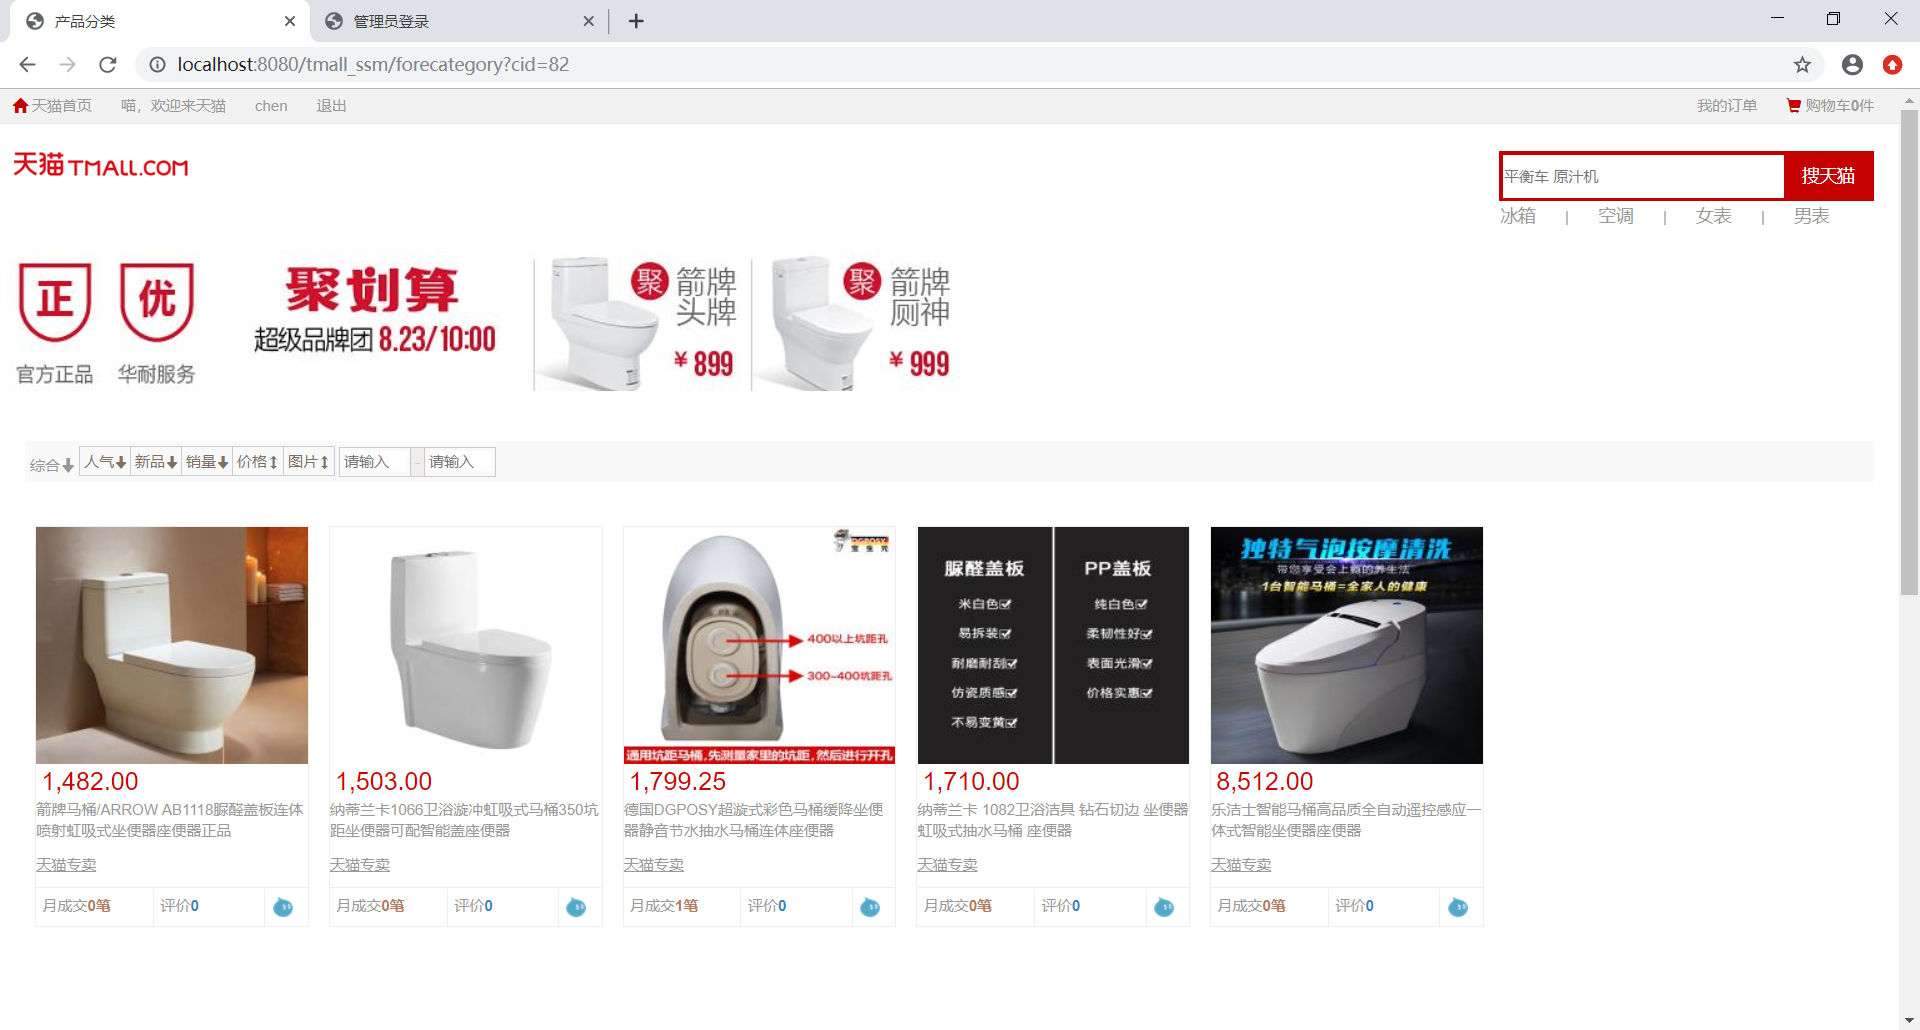 产品分类
管理员登录
localhost:8080/tmall_ssm/forecategory?cid=82
天猫首页 喵，欢迎来天猫 chen 退出 我的订单 购物车0件
天猫TMALL.COM
平衡车 原汁机 搜天猫
冰箱 | 空调 | 女表 | 男表
正 优
官方正品 华耐服务
聚划算
超级品牌团 8.23/10:00
聚 箭牌
头牌
¥899
聚 箭牌
厕神
¥999
综合 人气 新品 销量 价格 图片 请输入 - 请输入
1,482.00
箭牌马桶/ARROW AB1118脲醛盖板连体
喷射虹吸式坐便器座便器正品
天猫专卖
月成交0笔 评价0
1,503.00
纳蒂兰卡1066卫浴漩冲虹吸式马桶350坑
距坐便器可配智能盖座便器
天猫专卖
月成交0笔 评价0
DGPOSY
宝生元
400以上坑距孔
300~400坑距孔
通用坑距马桶,先测量家里的坑距,然后进行开孔
1,799.25
德国DGPOSY超漩式彩色马桶缓降坐便
器静音节水抽水马桶连体座便器
天猫专卖
月成交1笔 评价0
脲醛盖板
米白色
易拆装
耐磨耐刮
仿瓷质感
不易变黄
PP盖板
纯白色
柔韧性好
表面光滑
价格实惠
1,710.00
纳蒂兰卡 1082卫浴洁具 钻石切边 坐便器
虹吸式抽水马桶 座便器
天猫专卖
月成交0笔 评价0
独特气泡按摩清洗
带您享受会上瘾的养生活
1台智能马桶=全家人的健康
8,512.00
乐洁士智能马桶高品质全自动遥控感应一
体式智能坐便器座便器
天猫专卖
月成交0笔 评价0